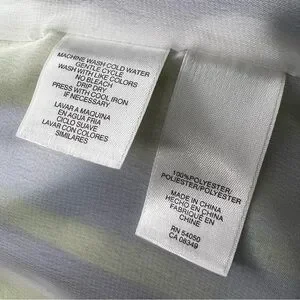 MACHINE WASH COLD WATER
GENTLE CYCLE
WASH WITH LIKE COLORS
NO BLEACH
DRIP DRY
PRESS WITH COOL IRON
IF NECESSARY
LAVAR A MAQUINA
EN AGUA FRIA
CICLO SUAVE
LAVAR CON COLORES
SIMILARES
100%POLYESTER/
POLIESTER/POLYESTER
MADE IN CHINA
HECHO EN CHINA
FABRIQUÉ EN
CHINE
RN 54050
CA 08349